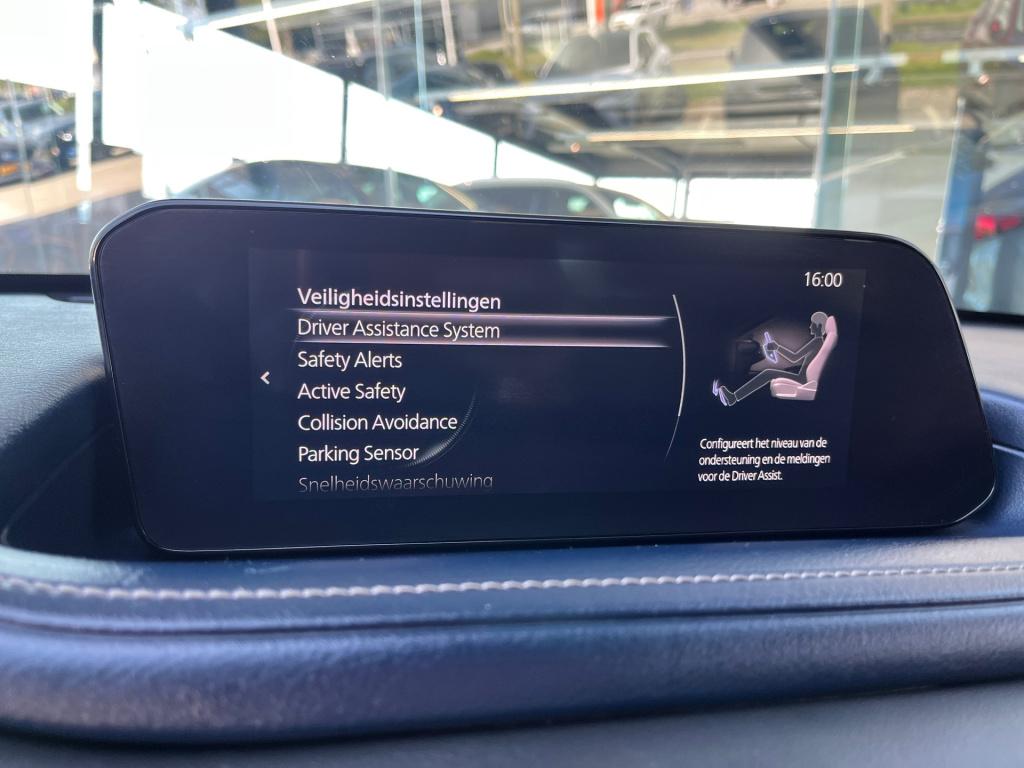 16:00
Veiligheidsinstellingen
Driver Assistance System
Safety Alerts
Active Safety
Collision Avoidance
Parking Sensor
Snelheidswaarschuwing
Configureert het niveau van de
ondersteuning en de meldingen
voor de Driver Assist.